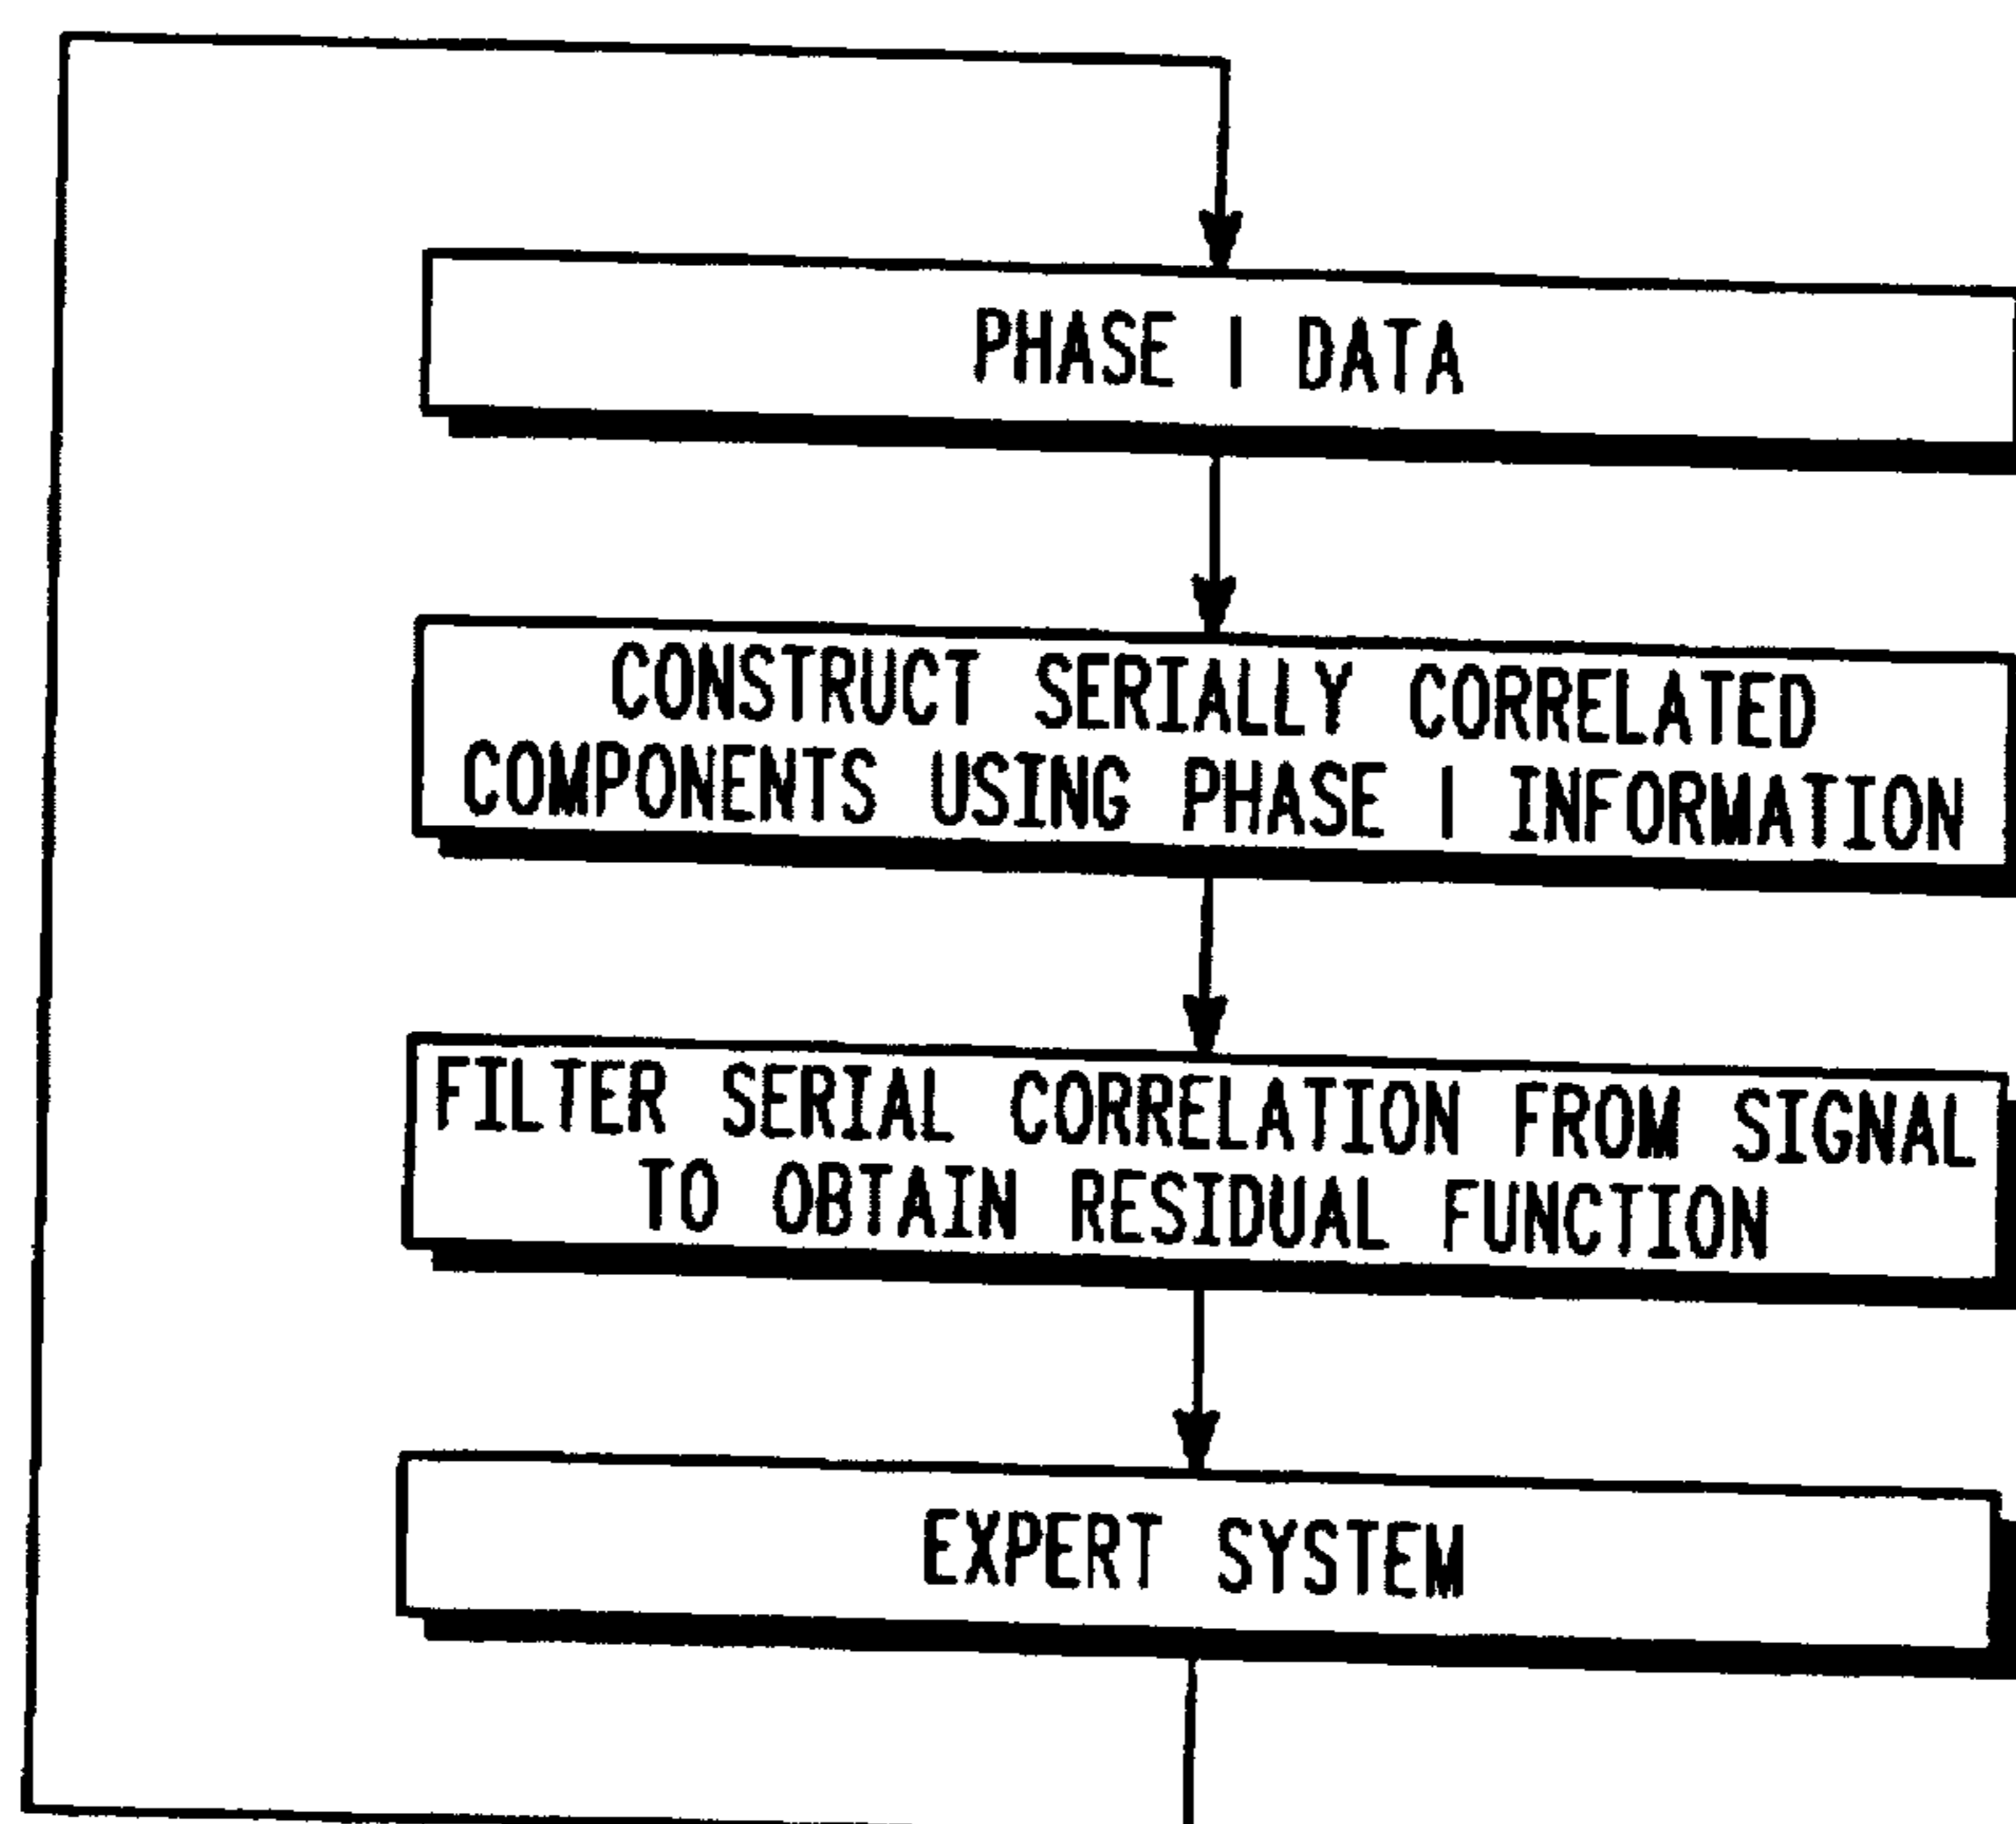 PHASE I DATA
CONSTRUCT SERIALLY CORRELATED
COMPONENTS USING PHASE I INFORMATION
FILTER SERIAL CORRELATION FROM SIGNAL
TO OBTAIN RESIDUAL FUNCTION
EXPERT SYSTEM